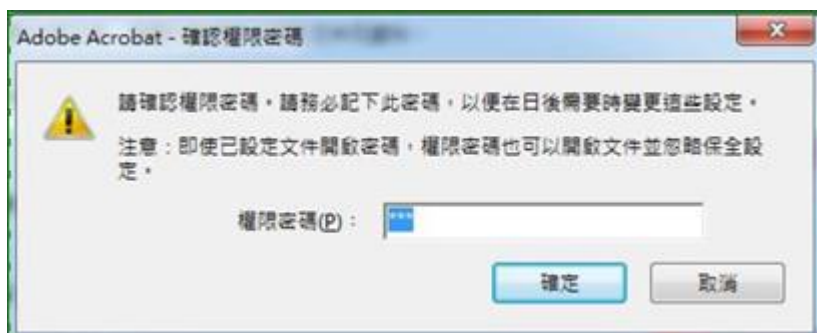 Adobe Acrobat - 確認權限密碼
請確認權限密碼。請務必記下此密碼，以便在日後需要時變更這些設定。
注意：即使已設定文件開啟密碼，權限密碼也可以開啟文件並忽略保全設
定。
權限密碼(P)： ***
確定 取消